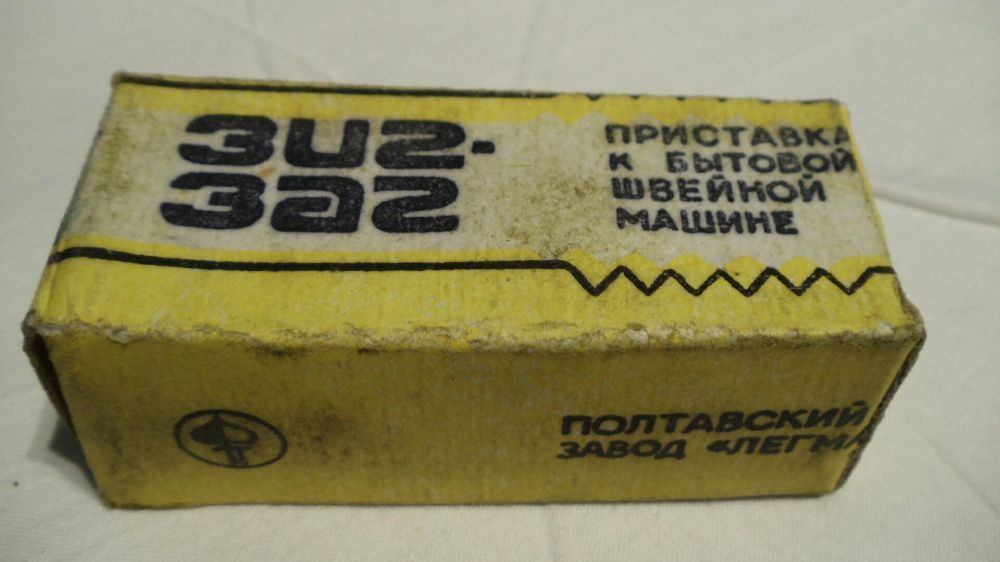 ЗИГ-
ЗАГ
ПРИСТАВКА
К БЫТОВОЙ
ШВЕЙНОЙ
МАШИНЕ
ПОЛТАВСКИЙ
ЗАВОД «ЛЕГМА